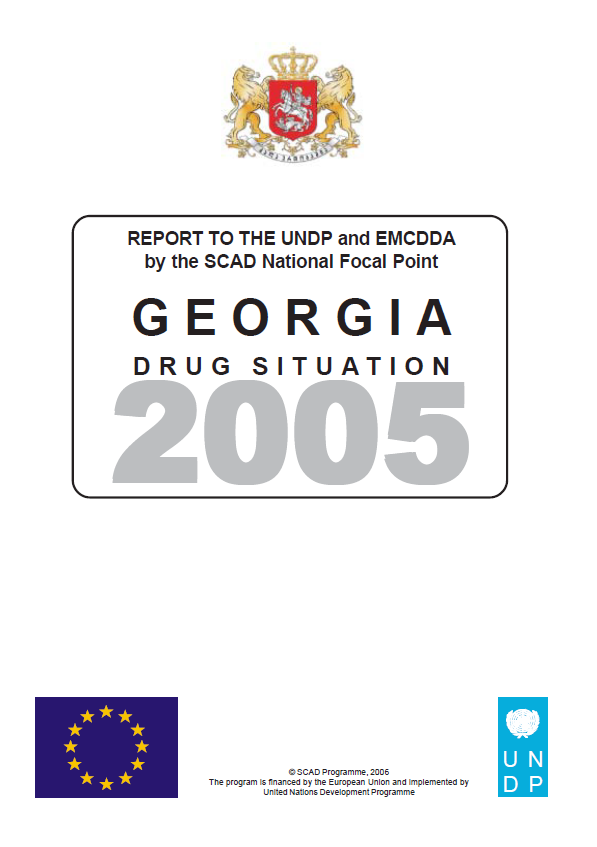 REPORT TO THE UNDP and EMCDDA
by the SCAD National Focal Point
GEORGIA
DRUG SITUATION
2005
© SCAD Programme, 2006
The program is financed by the European Union and implemented by
United Nations Development Programme
U N
D P